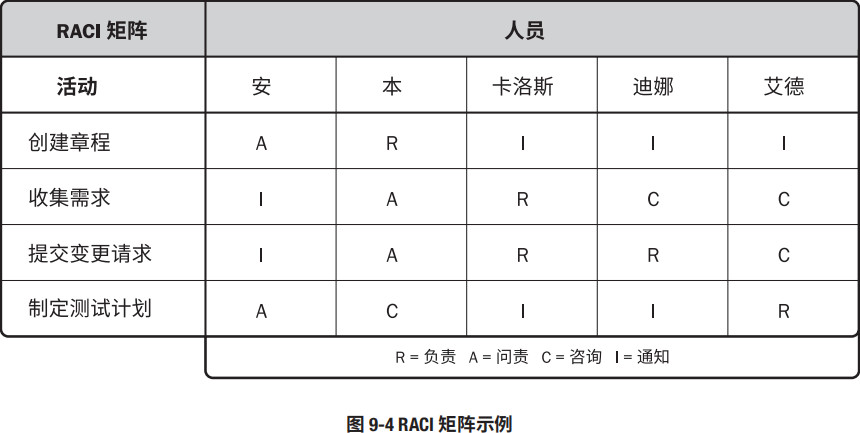 RACI 矩阵 人员
活动 安 本 卡洛斯 迪娜 艾德
创建章程 A R I I I
收集需求 I A R C C
提交变更请求 I A R R C
制定测试计划 A C I I R
R = 负责 A = 问责 C = 咨询 I = 通知
图 9-4 RACI 矩阵示例